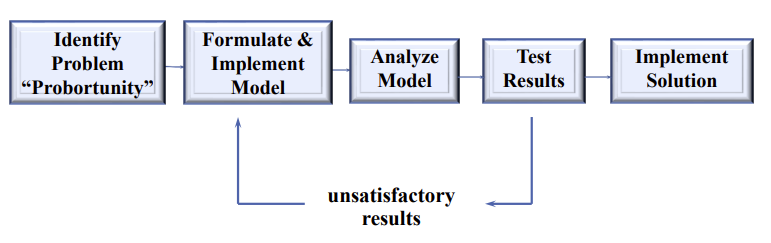 Identify
Problem
“Probortunity”
Formulate &
Implement
Model
Analyze
Model
Test
Results
Implement
Solution
unsatisfactory
results